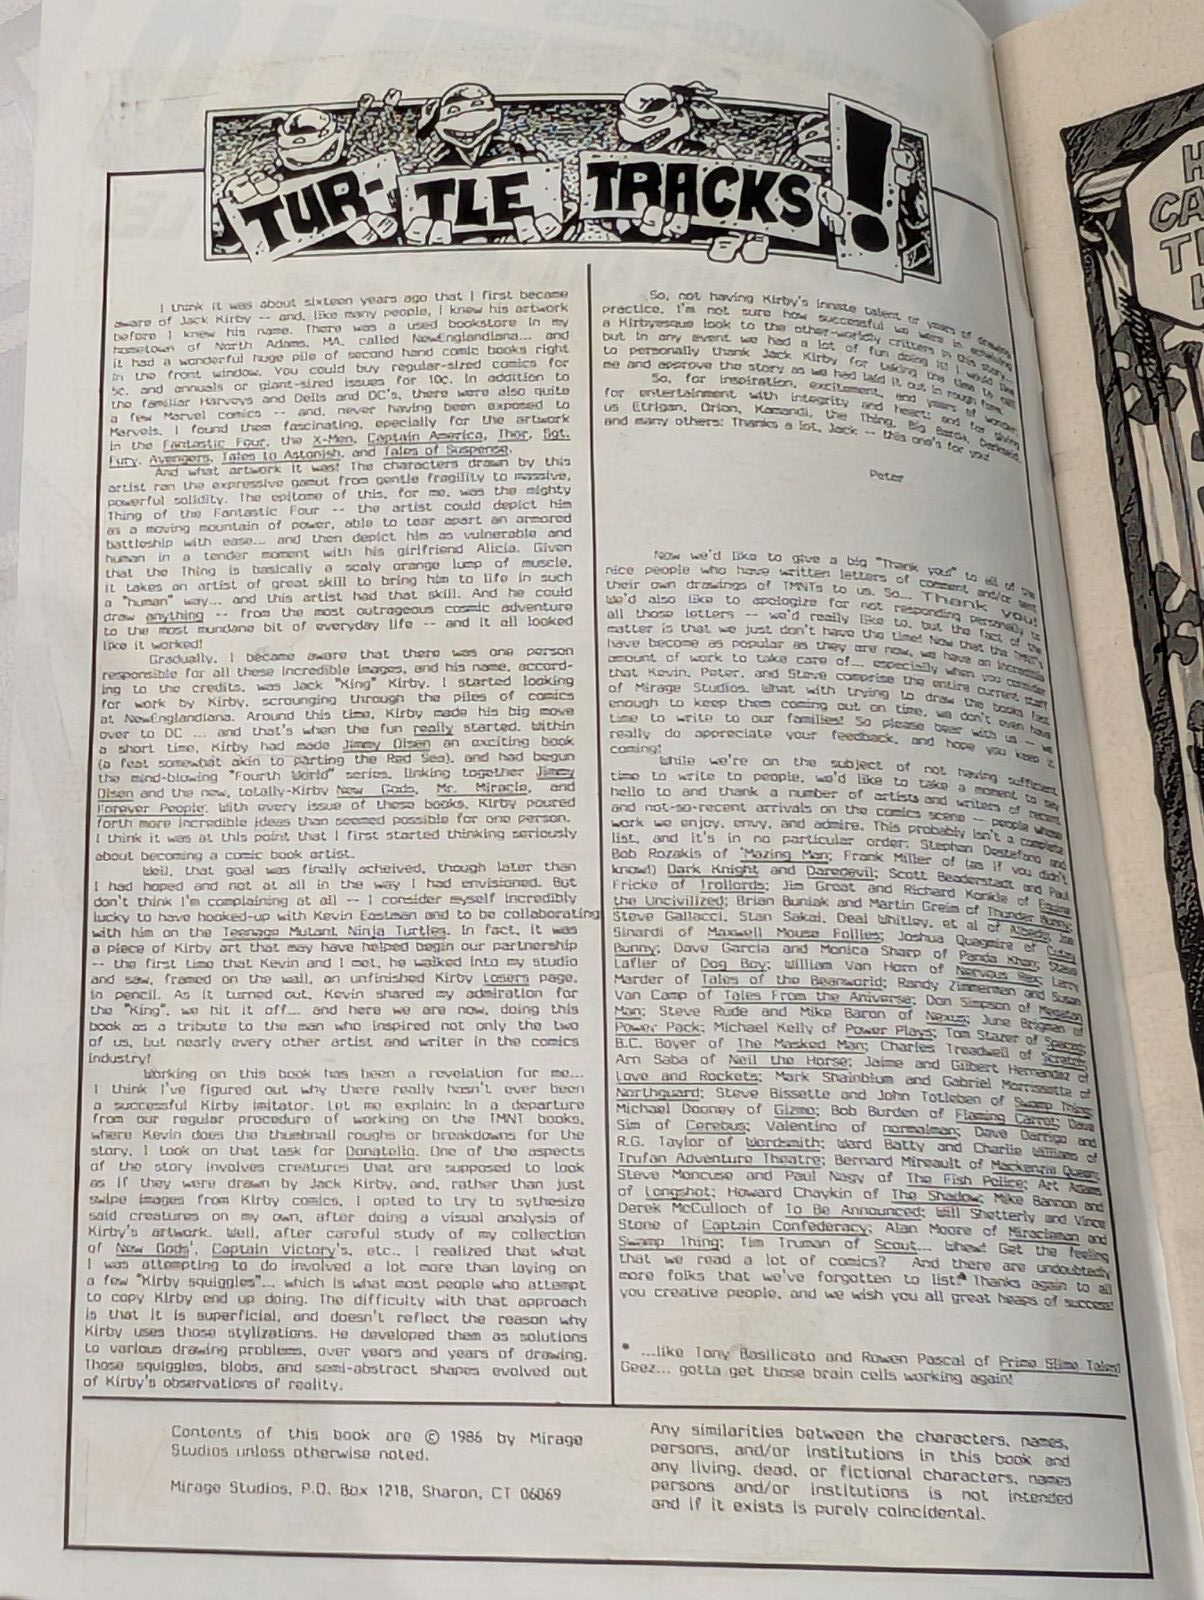 TUR- TLE TRACKS!
I think it was about sixteen years ago that I first became
aware of Jack Kirby -- and, like many people, I knew his artwork
before I knew his name. There was a used bookstore in my
hometown of North Adams, MA, called NewEnglandiana... and
it had a wonderful huge pile of second hand comic books right
in the front window. You could buy regular-sized comics for
5c. and annuals or giant-sized issues for 10c. In addition to
the familiar Harveys and Dells and DC's, there were also quite
a few Marvel comics -- and, never having been exposed to
Marvels, I found them fascinating, especially for the artwork
in the Fantastic Four, the X-Men, Captain America, Thor, Sgt.
Fury, Avengers, Tales to Astonish, and Tales of Suspense.
And what artwork it was! The characters drawn by this
artist ran the expressive gamut from gentle fragility to massive,
powerful solidity. The epitome of this, for me, was the mighty
Thing of the Fantastic Four -- the artist could depict him
as a moving mountain of power, able to tear apart an armored
battleship with ease... and then depict him as vulnerable and
human in a tender moment with his girlfriend Alicia. Given
that the Thing is basically a scaly orange lump of muscle,
it takes an artist of great skill to bring him to life in such
a "human" way... and this artist had that skill. And he could
draw anything -- from the most outrageous cosmic adventure
to the most mundane bit of everyday life -- and it all looked
like it worked!
Gradually, I became aware that there was one person
responsible for all these incredible images, and his name, accord-
ing to the credits, was Jack "King" Kirby. I started looking
for work by Kirby, scrounging through the piles of comics
at NewEnglandiana. Around this time, Kirby made his big move
over to DC ... and that's when the fun really started. Within
a short time, Kirby had made Jimmy Olsen an exciting book
(a feat somewhat akin to parting the Red Sea), and had begun
the mind-blowing "Fourth World" series, linking together Jimmy
Olsen and the new, totally-Kirby New Gods, Mr. Miracle, and
Forever People. With every issue of these books, Kirby poured
forth more incredible ideas than seemed possible for one person.
I think it was at this point that I first started thinking seriously
about becoming a comic book artist.
Well, that goal was finally acheived, though later than
I had hoped and not at all in the way I had envisioned. But
don't think I'm complaining at all -- I consider myself incredibly
lucky to have hooked-up with Kevin Eastman and to be collaborating
with him on the Teenage Mutant Ninja Turtles. In fact, it was
a piece of Kirby art that may have helped begin our partnership
-- the first time that Kevin and I met, he walked into my studio
and saw, framed on the wall, an unfinished Kirby Losers page,
in pencil. As it turned out, Kevin shared my admiration for
the "King", we hit it off... and here we are now, doing this
book as a tribute to the man who inspired not only the two
of us, but nearly every other artist and writer in the comics
industry!
Working on this book has been a revelation for me...
I think I've figured out why there really hasn't ever been
a successful Kirby imitator. Let me explain: In a departure
from our regular procedure of working on the TMNT books,
where Kevin does the thumbnail roughs or breakdowns for the
story, I took on that task for Donatello. One of the aspects
of the story involves creatures that are supposed to look
as if they were drawn by Jack Kirby, and, rather than just
swipe images from Kirby comics, I opted to try to sythesize
said creatures on my own, after doing a visual analysis of
Kirby's artwork. Well, after careful study of my collection
of New Gods', Captain Victory's, etc., I realized that what
I was attempting to do involved a lot more than laying on
a few "Kirby squiggles"... which is what most people who attempt
to copy Kirby end up doing. The difficulty with that approach
is that it is superficial, and doesn't reflect the reason why
Kirby uses those stylizations. He developed them as solutions
to various drawing problems, over years and years of drawing.
Those squiggles, blobs, and semi-abstract shapes evolved out
of Kirby's observations of reality.
So, not having Kirby's innate talent or years of drawing
practice, I'm not sure how successful we were in achieving
a Kirbyesque look to the other-worldly critters in this story...
but in any event we had a lot of fun doing it! I would like
to personally thank Jack Kirby for taking the time to call
me and approve the story as we had laid it out in rough form.
So, for inspiration, excitement, and years of wonder,
for entertainment with integrity and heart; and for giving
us Etrigan, Orion, Kamandi, the Thing, Big Barda, Darkseid,
and many others: Thanks a lot, Jack -- this one's for you!
Peter
Now we'd like to give a big "Thank you!" to all of the
nice people who have written letters of comment and/or sent
their own drawings of TMNTs to us. So... Thank you!
We'd also like to apologize for not responding personally to
all those letters -- we'd really like to, but the fact of the
matter is that we just don't have the time! Now that the TMNT's
have become as popular as they are now, we have an incredible
amount of work to take care of... especially when you consider
that Kevin, Peter, and Steve comprise the entire current staff
of Mirage Studios. What with trying to draw the books fast
enough to keep them coming out on time, we don't even have
time to write to our families! So please bear with us -- we
really do appreciate your feedback, and hope you keep it
coming!
While we're on the subject of not having sufficient
time to write to people, we'd like to take a moment to say
hello to and thank a number of artists and writers of recent
and not-so-recent arrivals on the comics scene -- people whose
work we enjoy, envy, and admire. This probably isn't a complete
list, and it's in no particular order: Stephen Destefano and
Bob Rozakis of 'Mazing Man; Frank Miller of (as if you didn't
know!) Dark Knight and Daredevil; Scott Beaderstadt and Paul
Fricke of Trollords; Jim Groat and Richard Konkle of Equine
the Uncivilized; Brian Buniak and Martin Greim of Thunder Bunny;
Steve Gallacci, Stan Sakai, Deal Whitley, et al of Albedo; Jim
Sinardi of Maxwell Mouse Follies; Joshua Quagmire of Cutey
Bunny; Dave Garcia and Monica Sharp of Panda Khan; Steve
Lafler of Dog Boy; William Van Horn of Nervous Rex; Larry
Marder of Tales of the Beanworld; Randy Zimmerman and Susan
Van Camp of Tales From the Aniverse; Don Simpson of Megaton
Man; Steve Rude and Mike Baron of Nexus; June Brigman of
Power Pack; Michael Kelly of Power Plays; Tom Stazer of Spaced;
B.C. Boyer of The Masked Man; Charles Treadwell of Scratch;
Arn Saba of Neil the Horse; Jaime and Gilbert Hernandez of
Love and Rockets; Mark Shainblum and Gabriel Morrissette of
Northguard; Steve Bissette and John Totleben of Swamp Thing;
Michael Dooney of Gizmo; Bob Burden of Flaming Carrot; Dave
Sim of Cerebus; Valentino of normalman; Dave Darrigo and
R.G. Taylor of Wordsmith; Ward Batty and Charlie Williams of
Trufan Adventure Theatre; Bernard Mireault of Mackenzie Queen;
Steve Moncuse and Paul Nagy of The Fish Police; Art Adams
of Longshot; Howard Chaykin of The Shadow; Mike Bannon and
Derek McCulloch of To Be Announced; Will Shetterly and Vince
Stone of Captain Confederacy; Alan Moore of Miracleman and
Swamp Thing; Tim Truman of Scout... Whew! Get the feeling
that we read a lot of comics? And there are undoubtedly
more folks that we've forgotten to list.* Thanks again to all
you creative people, and we wish you all great heaps of success!
* ...like Tony Basilicato and Rowen Pascal of Prime Slime Tales!
Geez... gotta get those brain cells working again!
Contents of this book are © 1986 by Mirage
Studios unless otherwise noted.
Mirage Studios, P.O. Box 1218, Sharon, CT 06069
Any similarities between the characters, names,
persons, and/or institutions in this book and
any living, dead, or fictional characters, names
persons and/or institutions is not intended
and if it exists is purely coincidental.
H
CA
T